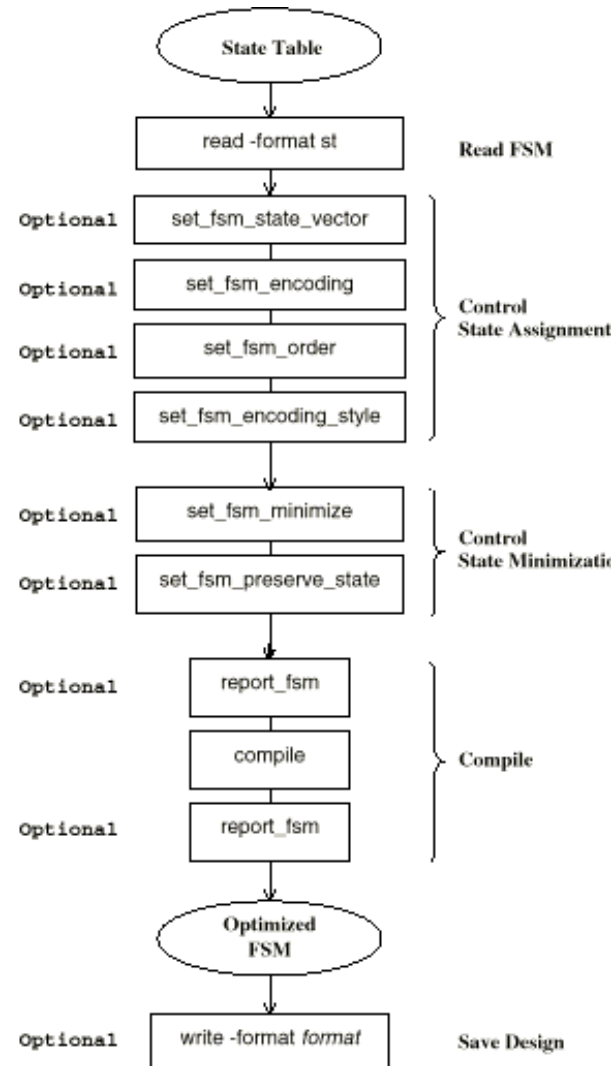 State Table
read -format st
Read FSM
Optional
set_fsm_state_vector
Optional
set_fsm_encoding
Control
State Assignment
Optional
set_fsm_order
Optional
set_fsm_encoding_style
Optional
set_fsm_minimize
Control
State Minimizatio
Optional
set_fsm_preserve_state
Optional
report_fsm
compile
Compile
Optional
report_fsm
Optimized
FSM
Optional
write -format format
Save Design